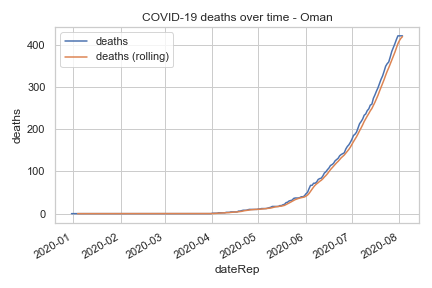 COVID-19 deaths over time - Oman
deaths
deaths (rolling)
400
300
200
100
0
deaths
2020-01
2020-02
2020-03
2020-04
2020-05
2020-06
2020-07
2020-08
dateRep